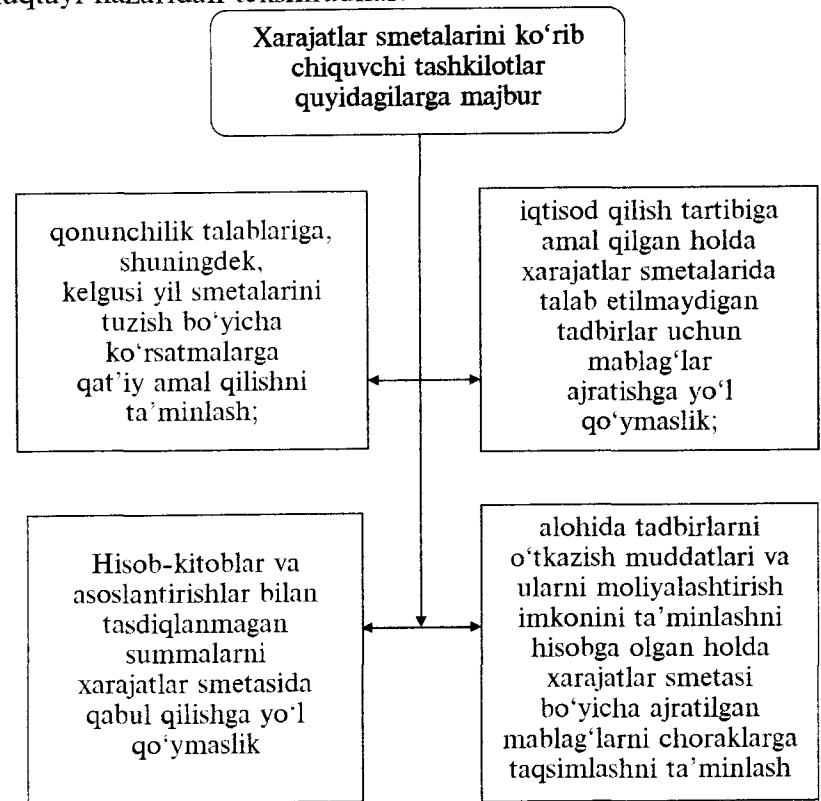 nuqtayi nazaridan
Xarajatlar smetalarini ko‘rib
chiquvchi tashkilotlar
quyidagilarga majbur
qonunchilik talablariga,
shuningdek,
kelgusi yil smetalarini
tuzish bo‘yicha
ko‘rsatmalarga
qat’iy amal qilishni
ta’minlash;
iqtisod qilish tartibiga
amal qilgan holda
xarajatlar smetalarida
talab etilmaydigan
tadbirlar uchun
mablag‘lar
ajratishga yo‘l
qo‘ymaslik;
Hisob-kitoblar va
asoslantirishlar bilan
tasdiqlanmagan
summalarni
xarajatlar smetasida
qabul qilishga yo‘l
qo‘ymaslik
alohida tadbirlarni
o‘tkazish muddatlari va
ularni moliyalashtirish
imkonini ta’minlashni
hisobga olgan holda
xarajatlar smetasi
bo‘yicha ajratilgan
mablag‘larni choraklarga
taqsimlashni ta’minlash